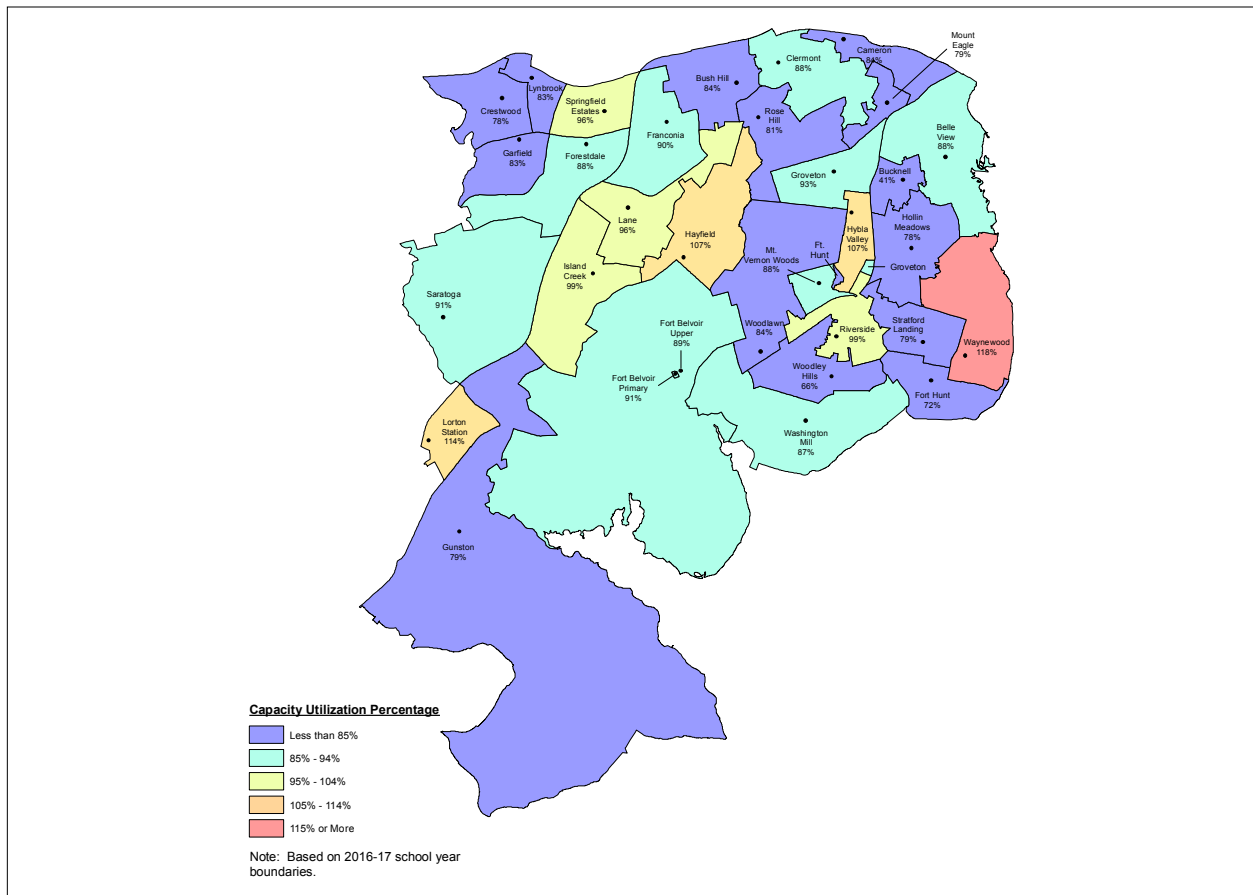 Mount
Eagle
79%
Cameron
84%
Clermont
88%
Bush Hill
84%
Lynbrook
83%
Crestwood
78%
Springfield
Estates
96%
Rose
Hill
81%
Franconia
90%
Belle
View
88%
Garfield
83%
Forestdale
88%
Groveton
93%
Bucknell
41%
Lane
96%
Hayfield
107%
Hybla
Valley
107%
Hollin
Meadows
78%
Ft.
Hunt
Mt.
Vernon Woods
88%
Groveton
Island
Creek
99%
Saratoga
91%
Fort Belvoir
Upper
89%
Woodlawn
84%
Riverside
99%
Stratford
Landing
79%
Waynewood
118%
Fort Belvoir
Primary
91%
Woodley
Hills
66%
Fort Hunt
72%
Lorton
Station
114%
Washington
Mill
87%
Gunston
79%
Capacity Utilization Percentage
Less than 85%
85% - 94%
95% - 104%
105% - 114%
115% or More
Note: Based on 2016-17 school year
boundaries.